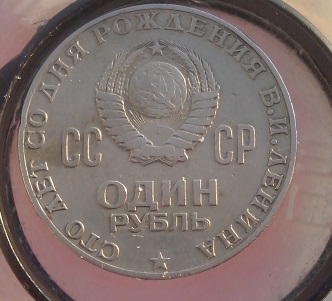 СТО ЛЕТ СО ДНЯ РОЖДЕНИЯ В.И.ЛЕНИНА
СС СР
ОДИН
РУБЛЬ